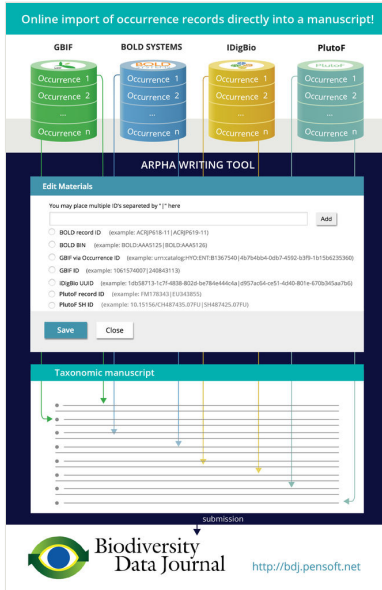 Online import of occurrence records directly into a manuscript!
GBIF BOLD SYSTEMS IDigBio PlutoF
BOLD PlutoF
Occurrence 1 Occurrence 1 Occurrence 1 Occurrence 1
Occurrence 2 Occurrence 2 Occurrence 2 Occurrence 2
... ... ... ...
Occurrence n Occurrence n Occurrence n Occurrence n
ARPHA WRITING TOOL
Edit Materials
You may place multiple ID's separeted by "|" here
Add
BOLD record ID (example: ACRJP618-11|ACRJP619-11)
BOLD BIN (example: BOLD:AAA5125|BOLD:AAA5126)
GBIF via Occurrence ID (example: urn:catalog:HYO:ENT:B1367540|4b7b4bb4-0db7-4592-b3f9-1b15b6235360)
GBIF ID (example: 1061574007|240843113)
IDigBio UUID (example: 1db58713-1c7f-4838-802d-be784e444c4a|d957ac64-ce51-4d40-801e-670b345aa7b6)
PlutoF record ID (example: FM178343|EU343855)
PlutoF SH ID (example: 10.15156/CH487435.07FU|SH487425.07FU)
Save Close
Taxonomic manuscript
submission
Biodiversity
Data Journal
http://bdj.pensoft.net